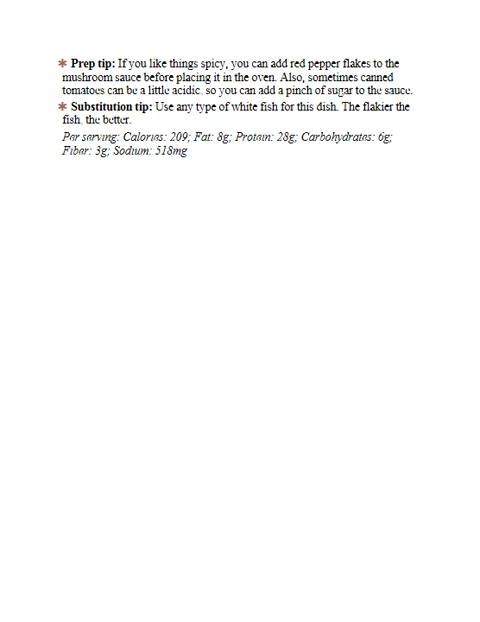 ✱ Prep tip: If you like things spicy, you can add red pepper flakes to the
mushroom sauce before placing it in the oven. Also, sometimes canned
tomatoes can be a little acidic, so you can add a pinch of sugar to the sauce.
✱ Substitution tip: Use any type of white fish for this dish. The flakier the
fish, the better.
Per serving: Calories: 209; Fat: 8g; Protein: 28g; Carbohydrates: 6g;
Fiber: 3g; Sodium: 518mg